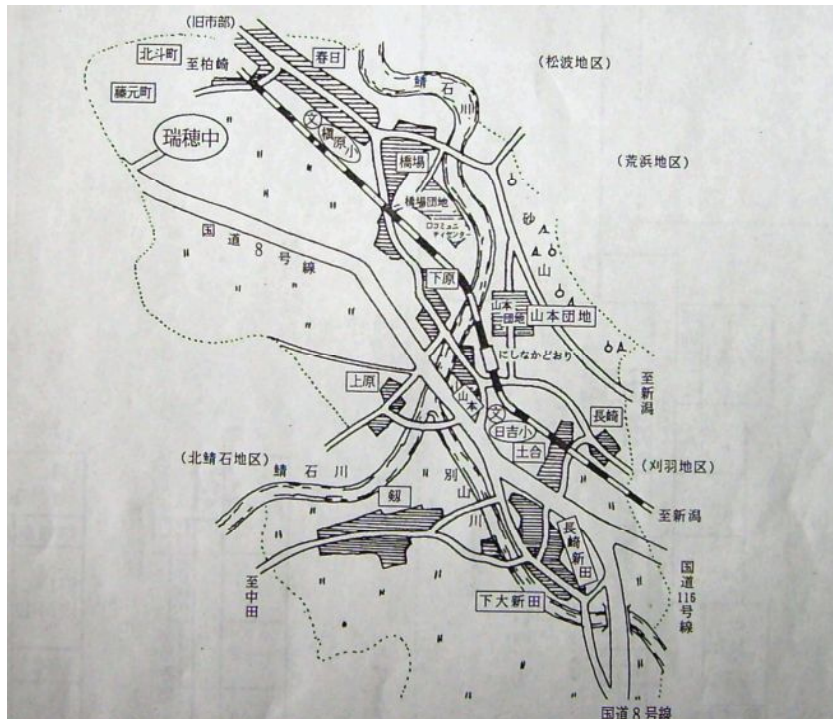 (旧市部)
北斗町
春日
(松波地区)
至柏崎
鯖石川
藤元町
文
槇原小
瑞穂中
橋場
(荒浜地区)
橋場団地
口コミュニ
ティセンター
砂山
国道8号線
下原
山本
団地
山本団地
にしなかどおり
至新潟
上原
山本
文
日吉小
長崎
土合
(北鯖石地区)
鯖石川
(刈羽地区)
別山川
剱
至新潟
長崎新田
至中田
下大新田
国道116号線
国道8号線